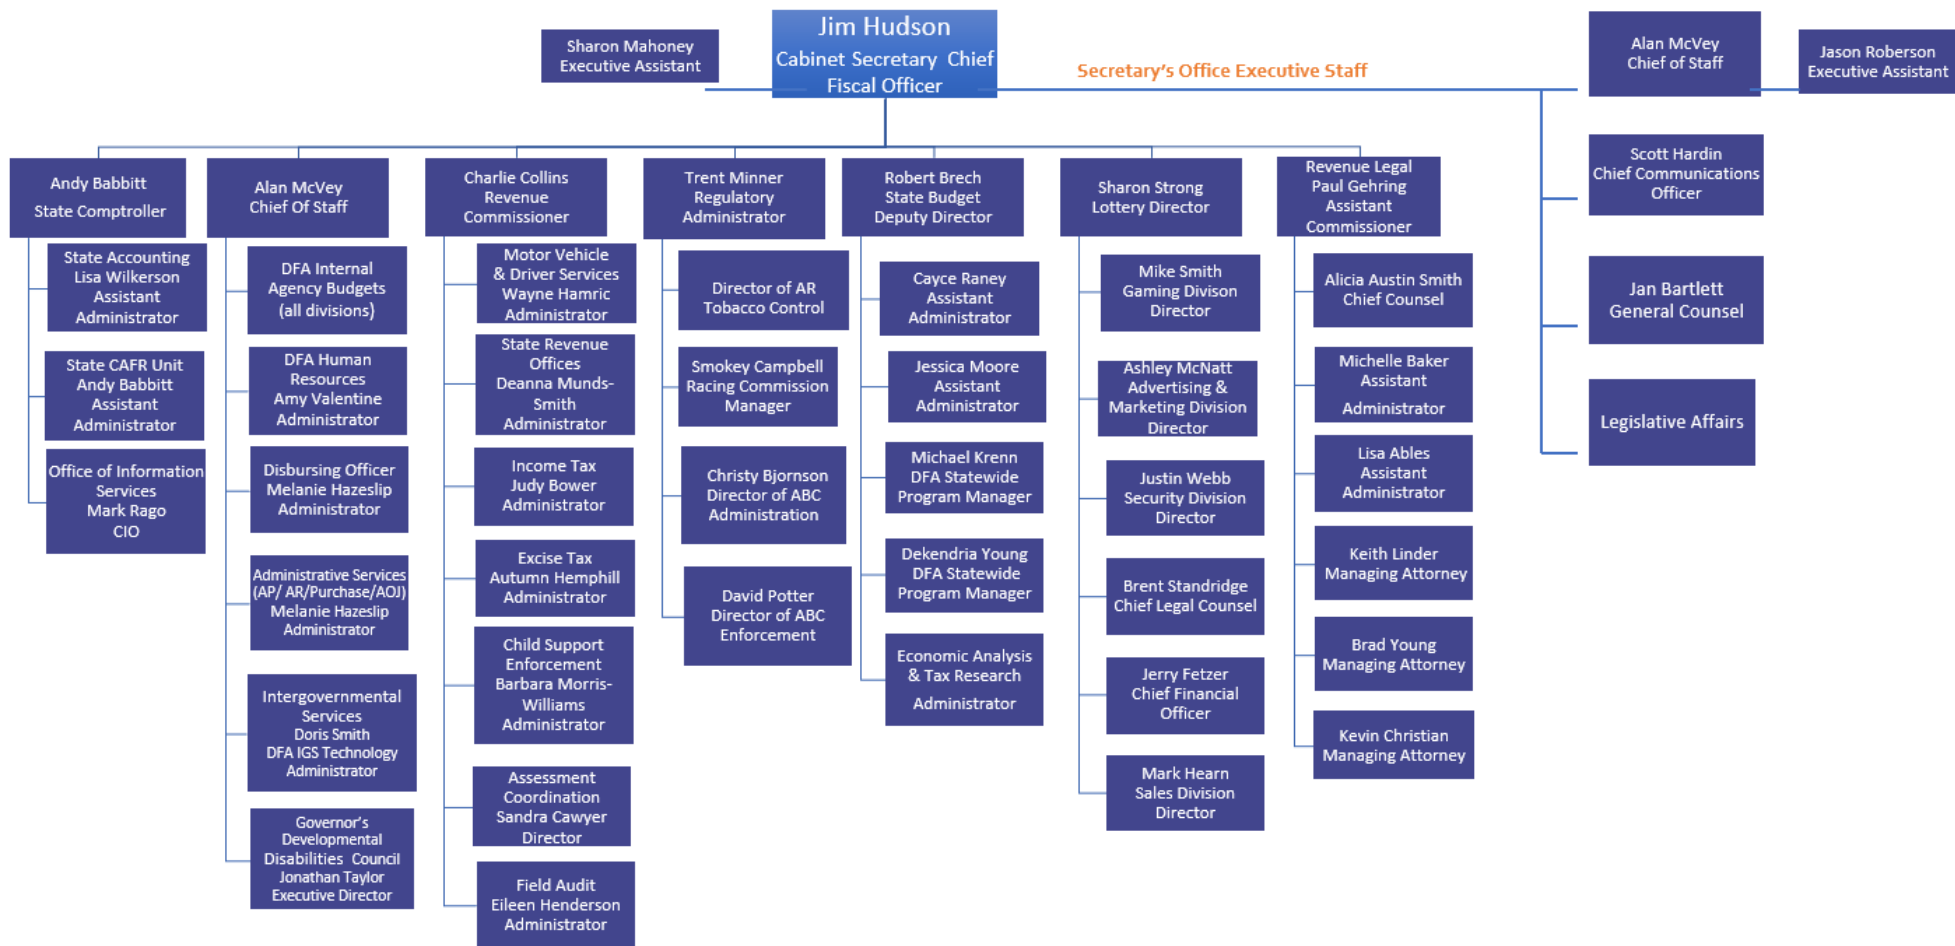 Jim Hudson
Cabinet Secretary Chief
Fiscal Officer
Sharon Mahoney
Executive Assistant
Secretary's Office Executive Staff
Alan McVey
Chief of Staff
Jason Roberson
Executive Assistant
Scott Hardin
Chief Communications
Officer
Jan Bartlett
General Counsel
Legislative Affairs
Andy Babbitt
State Comptroller
State Accounting
Lisa Wilkerson
Assistant
Administrator
State CAFR Unit
Andy Babbitt
Assistant
Administrator
Office of Information
Services
Mark Rago
CIO
Alan McVey
Chief Of Staff
DFA Internal
Agency Budgets
(all divisions)
DFA Human
Resources
Amy Valentine
Administrator
Disbursing Officer
Melanie Hazeslip
Administrator
Administrative Services
(AP/ AR/Purchase/AOJ)
Melanie Hazeslip
Administrator
Intergovernmental
Services
Doris Smith
DFA IGS Technology
Administrator
Governor's
Developmental
Disabilities Council
Jonathan Taylor
Executive Director
Charlie Collins
Revenue
Commissioner
Motor Vehicle
& Driver Services
Wayne Hamric
Administrator
State Revenue
Offices
Deanna Munds-
Smith
Administrator
Income Tax
Judy Bower
Administrator
Excise Tax
Autumn Hemphill
Administrator
Child Support
Enforcement
Barbara Morris-
Williams
Administrator
Assessment
Coordination
Sandra Cawyer
Director
Field Audit
Eileen Henderson
Administrator
Trent Minner
Regulatory
Administrator
Director of AR
Tobacco Control
Smokey Campbell
Racing Commission
Manager
Christy Bjornson
Director of ABC
Administration
David Potter
Director of ABC
Enforcement
Robert Brech
State Budget
Deputy Director
Cayce Raney
Assistant
Administrator
Jessica Moore
Assistant
Administrator
Michael Krenn
DFA Statewide
Program Manager
Dekendria Young
DFA Statewide
Program Manager
Economic Analysis
& Tax Research
Administrator
Sharon Strong
Lottery Director
Mike Smith
Gaming Divison
Director
Ashley McNatt
Advertising &
Marketing Division
Director
Justin Webb
Security Division
Director
Brent Standridge
Chief Legal Counsel
Jerry Fetzer
Chief Financial
Officer
Mark Hearn
Sales Division
Director
Revenue Legal
Paul Gehring
Assistant
Commissioner
Alicia Austin Smith
Chief Counsel
Michelle Baker
Assistant
Administrator
Lisa Ables
Assistant
Administrator
Keith Linder
Managing Attorney
Brad Young
Managing Attorney
Kevin Christian
Managing Attorney